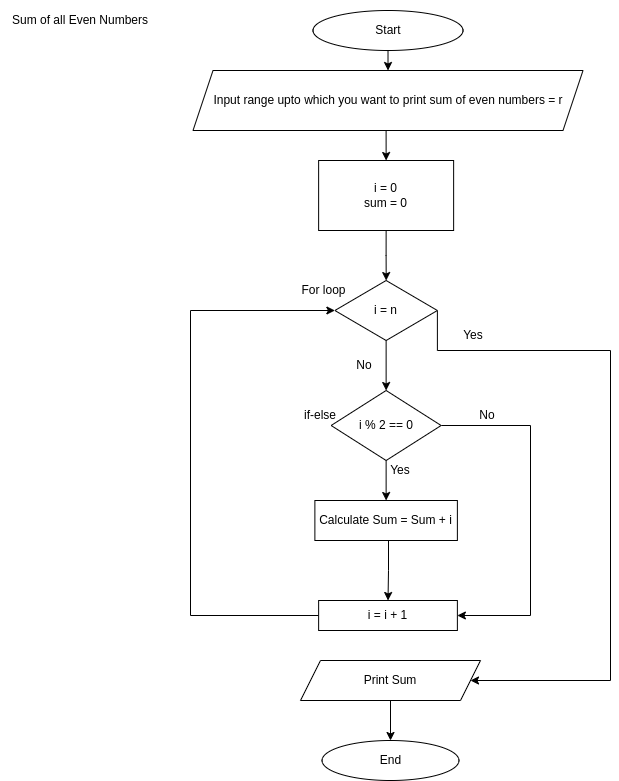 Sum of all Even Numbers
Start
Input range upto which you want to print sum of even numbers = r
i = 0
sum = 0
For loop
i = n
Yes
No
if-else
i % 2 == 0
No
Yes
Calculate Sum = Sum + i
i = i + 1
Print Sum
End